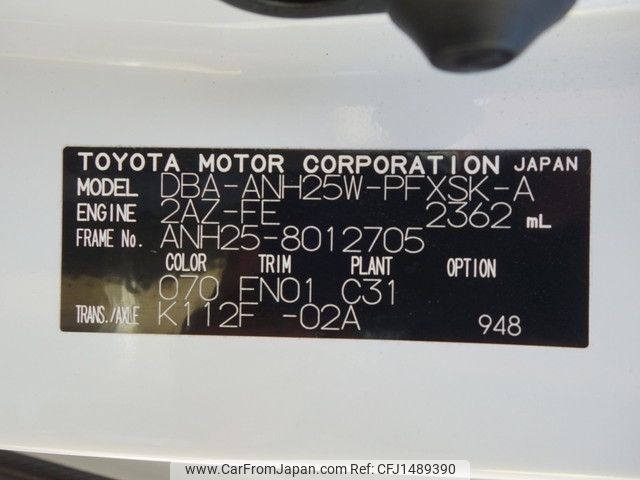 TOYOTA MOTOR CORPORATION JAPAN
MODEL DBA-ANH25W-PFXSK-A
ENGINE 2AZ-FE 2362 mL
FRAME No. ANH25-8012705
COLOR TRIM PLANT OPTION
070 FN01 C31
TRANS./AXLE K112F -02A 948
www.CarFromJapan.com | Ref No: CFJ1489390